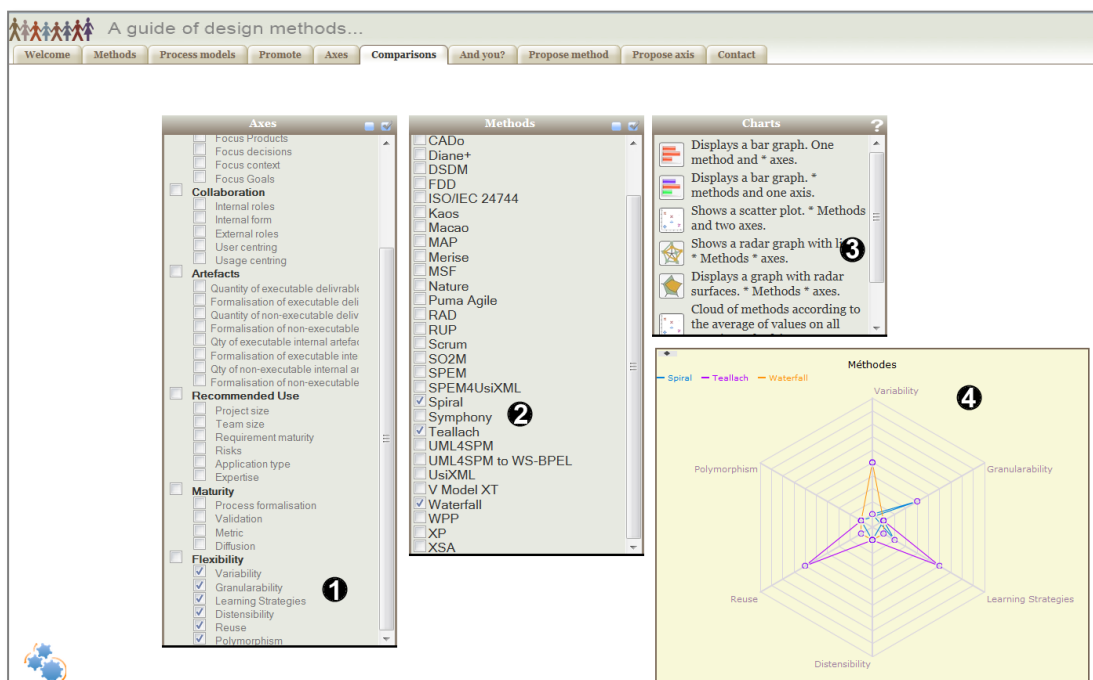 A guide of design methods...
Welcome Methods Process models Promote Axes Comparisons And you? Propose method Propose axis Contact
Axes
Focus Products
Focus decisions
Focus context
Focus Goals
Collaboration
Internal roles
Internal form
External roles
User centring
Usage centring
Artefacts
Quantity of executable delivrable
Formalisation of executable deli
Quantity of non-executable deliv
Formalisation of non-executable
Qty of executable internal artefac
Formalisation of executable inte
Qty of non-executable internal ar
Formalisation of non-executable
Recommended Use
Project size
Team size
Requirement maturity
Risks
Application type
Expertise
Maturity
Process formalisation
Validation
Metric
Diffusion
Flexibility
Variability
Granularability
Learning Strategies
Distensibility
Reuse
Polymorphism
1
Methods
CADo
Diane+
DSDM
FDD
ISO/IEC 24744
Kaos
Macao
MAP
Merise
MSF
Nature
Puma Agile
RAD
RUP
Scrum
SO2M
SPEM
SPEM4UsiXML
Spiral
Symphony
Teallach
UML4SPM
UML4SPM to WS-BPEL
UsiXML
V Model XT
Waterfall
WPP
XP
XSA
2
Charts ?
Displays a bar graph. One
method and * axes.
Displays a bar graph. *
methods and one axis.
Shows a scatter plot. * Methods
and two axes.
Shows a radar graph with li
* Methods * axes.
Displays a graph with radar
surfaces. * Methods * axes.
Cloud of methods according to
the average of values on all
3
Méthodes
Spiral Teallach Waterfall
4
Variability
Polymorphism Granularability
Reuse Learning Strategies
Distensibility